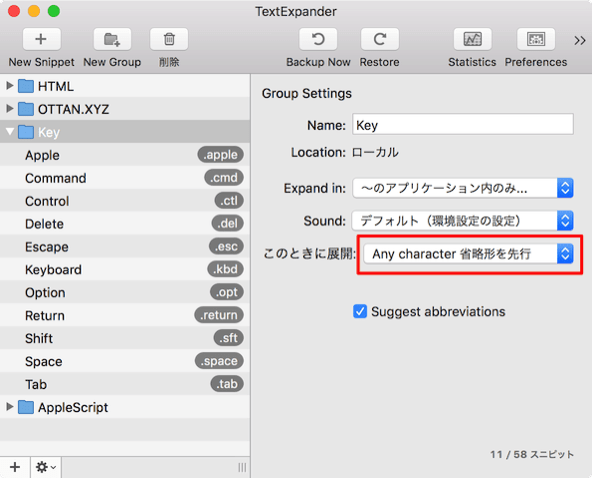 TextExpander
New Snippet New Group 削除 Backup Now Restore Statistics Preferences
HTML
OTTAN.XYZ
Key
Apple .apple
Command .cmd
Control .ctl
Delete .del
Escape .esc
Keyboard .kbd
Option .opt
Return .return
Shift .sft
Space .space
Tab .tab
AppleScript
Group Settings
Name: Key
Location: ローカル
Expand in: 〜のアプリケーション内のみ...
Sound: デフォルト（環境設定の設定）
このときに展開: Any character 省略形を先行
Suggest abbreviations
11 / 58 スニピット